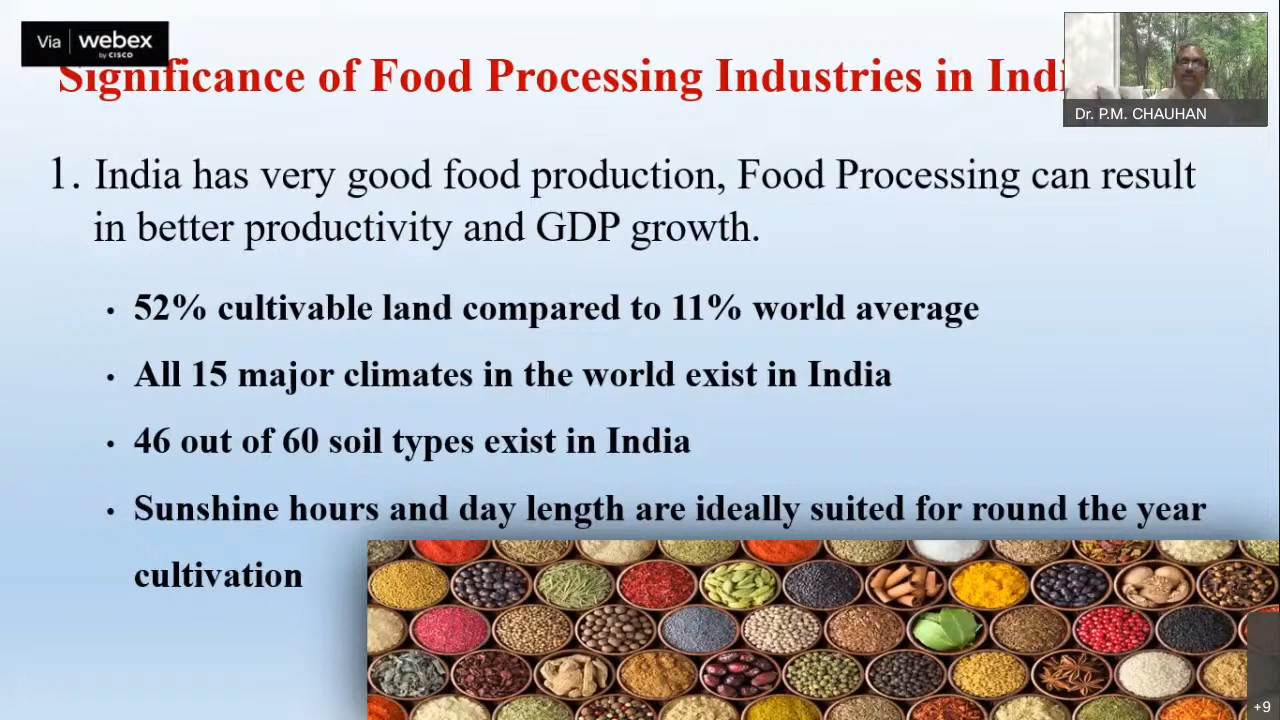 Via webex
by CISCO
Significance of Food Processing Industries in Indi
Dr. P.M. CHAUHAN
1. India has very good food production, Food Processing can result
in better productivity and GDP growth.
• 52% cultivable land compared to 11% world average
• All 15 major climates in the world exist in India
• 46 out of 60 soil types exist in India
• Sunshine hours and day length are ideally suited for round the year
cultivation
+9